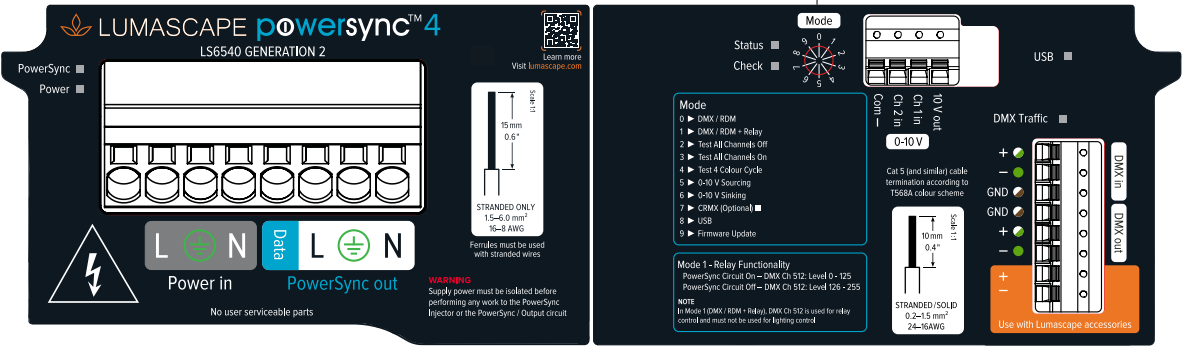 LUMASCAPE powersync™ 4
LS6540 GENERATION 2
Learn more
Visit lumascape.com
PowerSync
Power
Scale 1:1
15 mm
0.6"
STRANDED ONLY
1.5–6.0 mm²
16–8 AWG
Ferrules must be used
with stranded wires
L N
Data L N
Power in
PowerSync out
No user serviceable parts
WARNING
Supply power must be isolated before
performing any work to the PowerSync
Injector or the PowerSync / Output circuit
Mode
Status
Check
0
1
2
3
4
5
6
7
8
9
Com –
Ch 2 in
Ch 1 in
10 V out
0-10 V
USB
DMX Traffic
Mode
0 ► DMX / RDM
1 ► DMX / RDM + Relay
2 ► Test All Channels Off
3 ► Test All Channels On
4 ► Test 4 Colour Cycle
5 ► 0-10 V Sourcing
6 ► 0-10 V Sinking
7 ► CRMX (Optional) ■
8 ► USB
9 ► Firmware Update
Mode 1 - Relay Functionality
PowerSync Circuit On — DMX Ch 512: Level 0 - 125
PowerSync Circuit Off — DMX Ch 512: Level 126 - 255
NOTE
In Mode 1 (DMX / RDM + Relay), DMX Ch 512 is used for relay
control and must not be used for lighting control
Cat 5 (and similar) cable
termination according to
T568A colour scheme
Scale 1:1
10 mm
0.4"
STRANDED/SOLID
0.2–1.5 mm²
24–16AWG
+
–
GND
GND
+
–
+
–
DMX in
DMX out
Use with Lumascape accessories